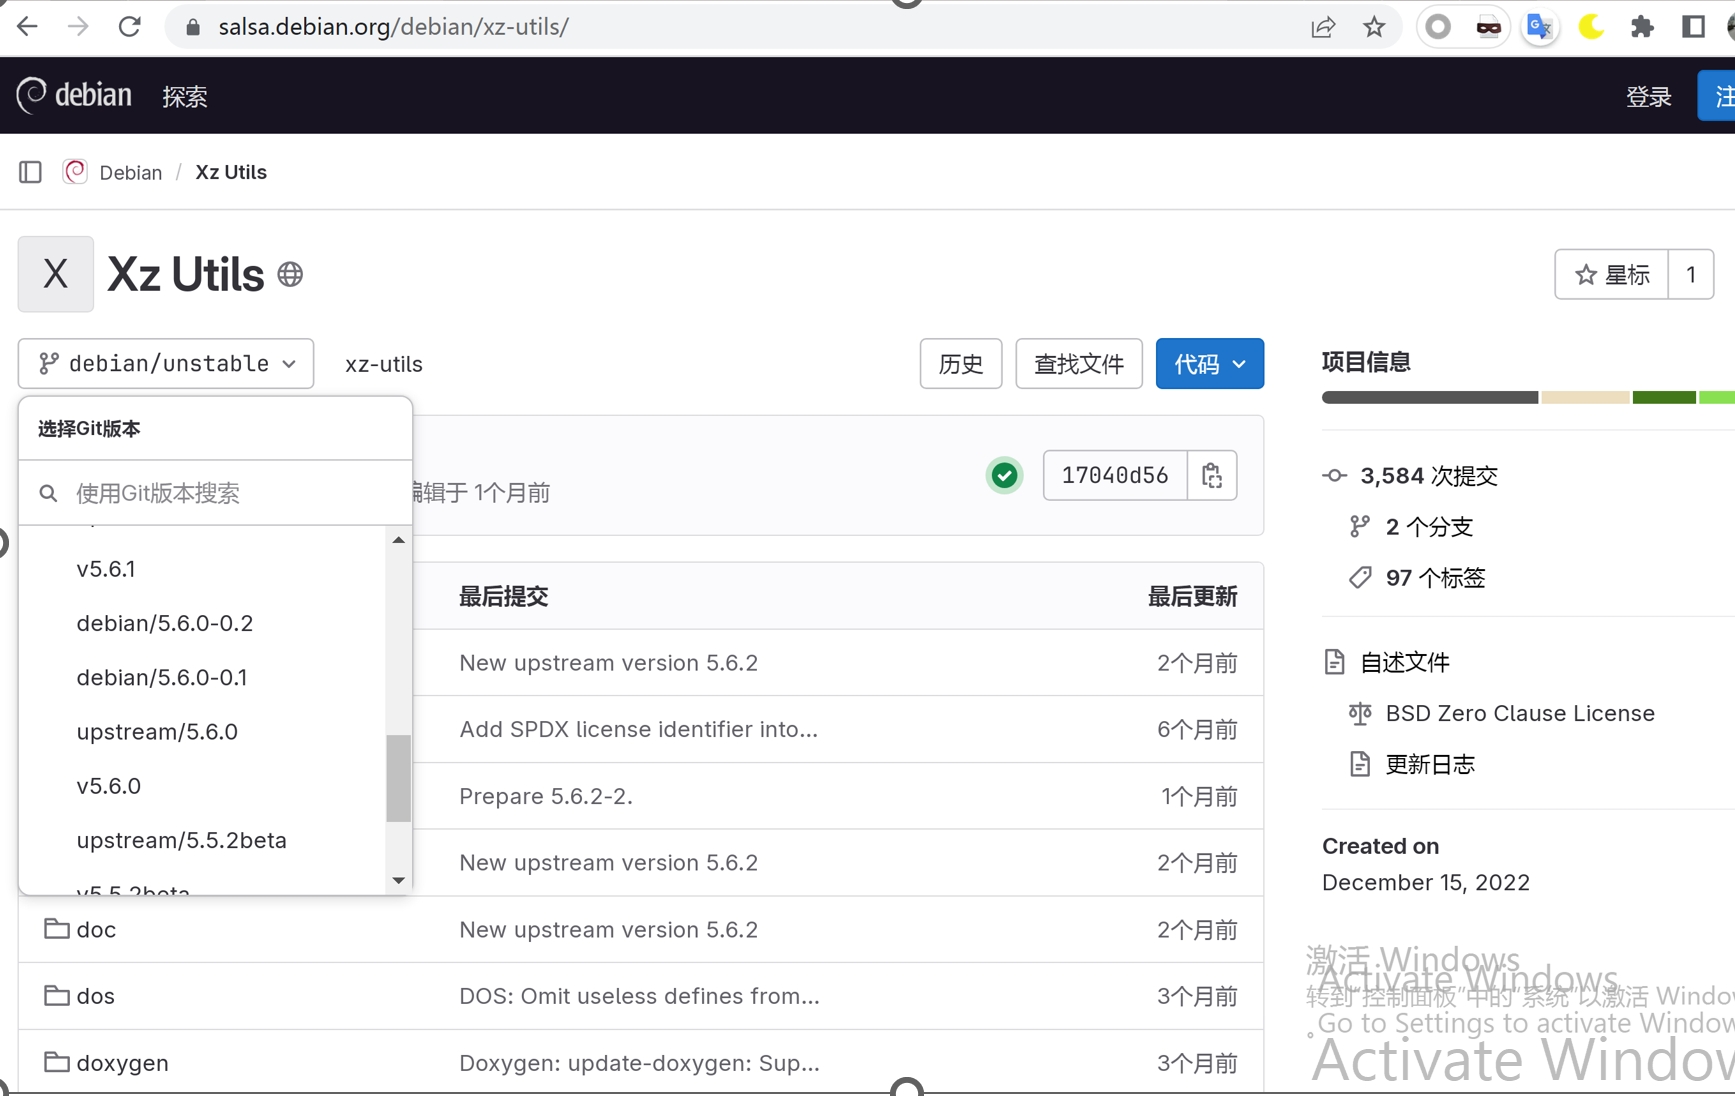 salsa.debian.org/debian/xz-utils/
debian 探索 登录 注
Debian / Xz Utils
X Xz Utils 星标 1
debian/unstable xz-utils 历史 查找文件 代码
选择Git版本
使用Git版本搜索
v5.6.1
debian/5.6.0-0.2
debian/5.6.0-0.1
upstream/5.6.0
v5.6.0
upstream/5.5.2beta
v5.5.2beta
编辑于 1个月前
17040d56
最后提交 最后更新
New upstream version 5.6.2 2个月前
Add SPDX license identifier into... 6个月前
Prepare 5.6.2-2. 1个月前
New upstream version 5.6.2 2个月前
doc New upstream version 5.6.2 2个月前
dos DOS: Omit useless defines from... 3个月前
doxygen Doxygen: update-doxygen: Sup... 3个月前
项目信息
3,584 次提交
2 个分支
97 个标签
自述文件
BSD Zero Clause License
更新日志
Created on
December 15, 2022
激活 Windows
Activate Windows
转到"控制面板"中的"系统"以激活 Windo
。
Go to Settings to activate Window
Activate Window